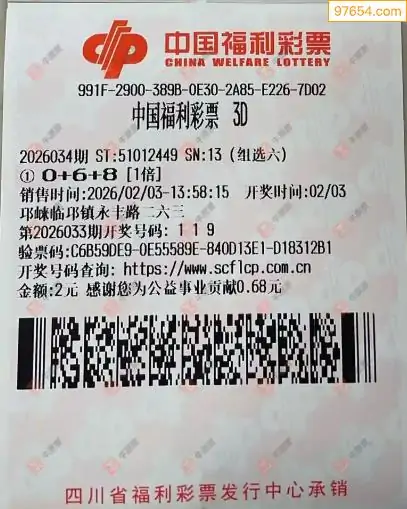 97654.com
中国福利彩票
CHINA WELFARE LOTTERY
991F-2900-389B-0E30-2A85-E226-7D02
中国福利彩票 3D
2026034期 ST:51012449 SN:13 (组选六)
① 0+6+8 [1倍]
销售时间:2026/02/03-13:58:15 开奖时间:02/03
邛崃临邛镇永丰路二六三
第2026033期开奖号码: 1 1 9
验票码:C6B59DE9-0E55589E-840D13E1-D18312B1
开奖号码查询: https://www.scflcp.com.cn
金额:2元 感谢您为公益事业贡献0.68元
四川省福利彩票发行中心承销